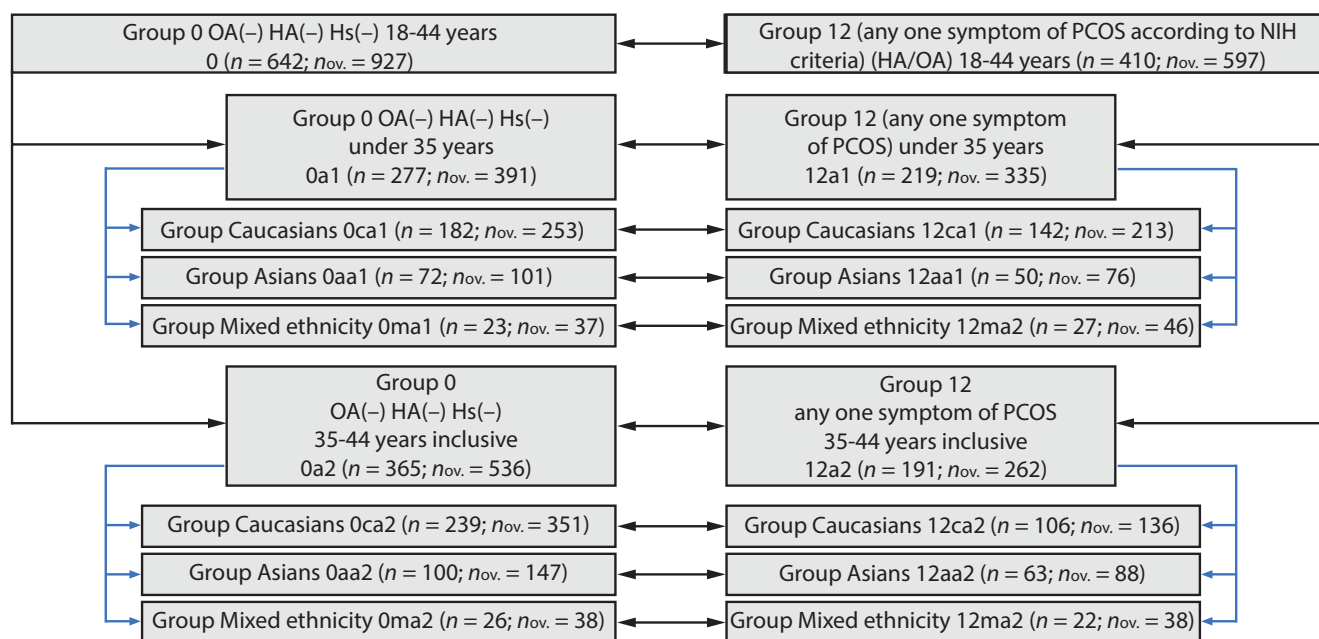 Group 0 OA(–) HA(–) Hs(–) 18-44 years
0 (n = 642; nov. = 927)
Group 12 (any one symptom of PCOS according to NIH
criteria) (HA/OA) 18-44 years (n = 410; nov. = 597)
Group 0 OA(–) HA(–) Hs(–)
under 35 years
0a1 (n = 277; nov. = 391)
Group 12 (any one symptom
of PCOS) under 35 years
12a1 (n = 219; nov. = 335)
Group Caucasians 0ca1 (n = 182; nov. = 253)
Group Caucasians 12ca1 (n = 142; nov. = 213)
Group Asians 0aa1 (n = 72; nov. = 101)
Group Asians 12aa1 (n = 50; nov. = 76)
Group Mixed ethnicity 0ma1 (n = 23; nov. = 37)
Group Mixed ethnicity 12ma2 (n = 27; nov. = 46)
Group 0
OA(–) HA(–) Hs(–)
35-44 years inclusive
0a2 (n = 365; nov. = 536)
Group 12
any one symptom of PCOS
35-44 years inclusive
12a2 (n = 191; nov. = 262)
Group Caucasians 0ca2 (n = 239; nov. = 351)
Group Caucasians 12ca2 (n = 106; nov. = 136)
Group Asians 0aa2 (n = 100; nov. = 147)
Group Asians 12aa2 (n = 63; nov. = 88)
Group Mixed ethnicity 0ma2 (n = 26; nov. = 38)
Group Mixed ethnicity 12ma2 (n = 22; nov. = 38)